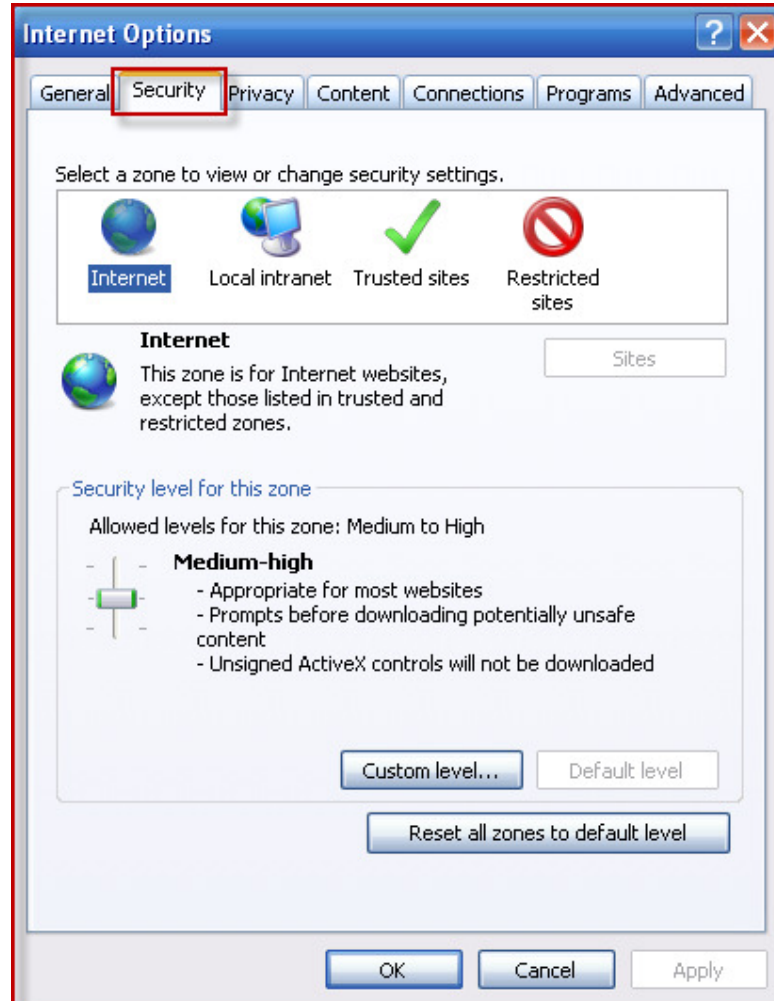 Internet Options
General Security Privacy Content Connections Programs Advanced
Select a zone to view or change security settings.
Internet Local intranet Trusted sites Restricted
sites
Internet
Sites
This zone is for Internet websites,
except those listed in trusted and
restricted zones.
Security level for this zone
Allowed levels for this zone: Medium to High
Medium-high
- Appropriate for most websites
- Prompts before downloading potentially unsafe
content
- Unsigned ActiveX controls will not be downloaded
Custom level... Default level
Reset all zones to default level
OK Cancel Apply